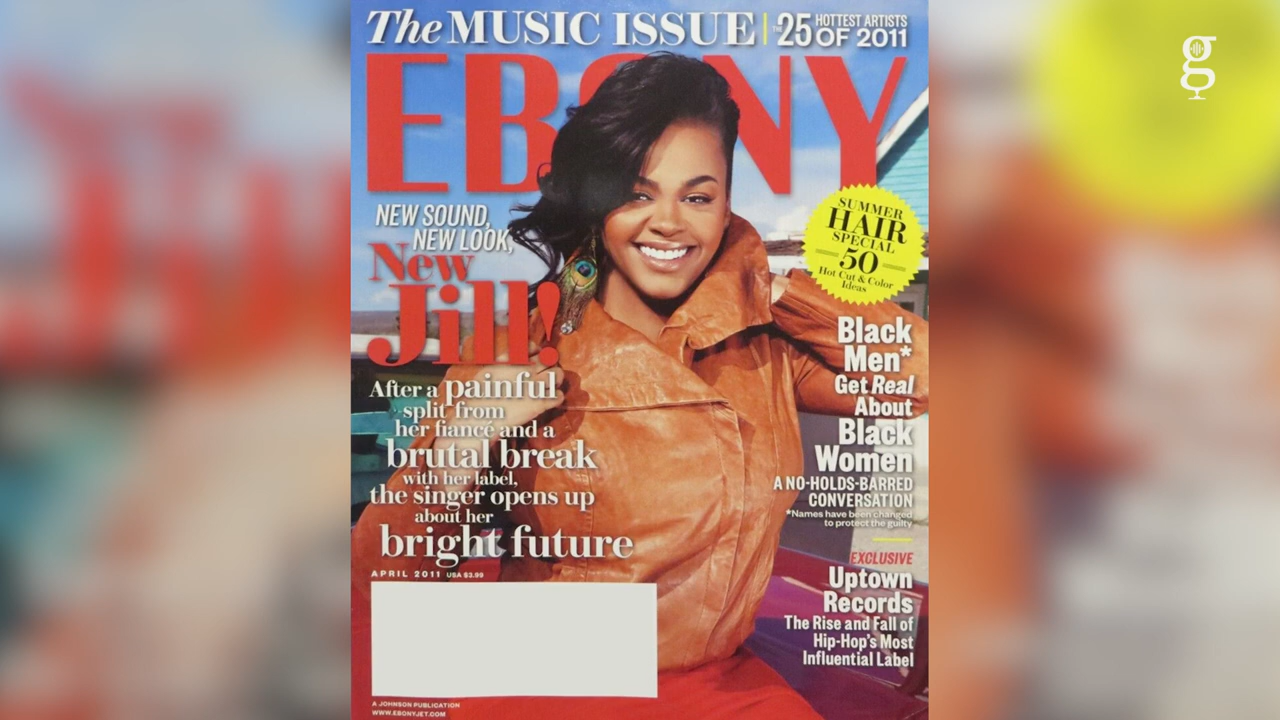 The MUSIC ISSUE THE 25 HOTTEST ARTISTS OF 2011
EBONY
NEW SOUND,
NEW LOOK,
New
Jill!
After a painful
split from
her fiancé and a
brutal break
with her label,
the singer opens up
about her
bright future
APRIL 2011 USA $3.99
A JOHNSON PUBLICATION
WWW.EBONYJET.COM
SUMMER
HAIR
SPECIAL
50
Hot Cut & Color
Ideas
Black
Men*
Get Real
About
Black
Women
A NO-HOLDS-BARRED
CONVERSATION
*Names have been changed
to protect the guilty
EXCLUSIVE
Uptown
Records
The Rise and Fall of
Hip-Hop's Most
Influential Label
g